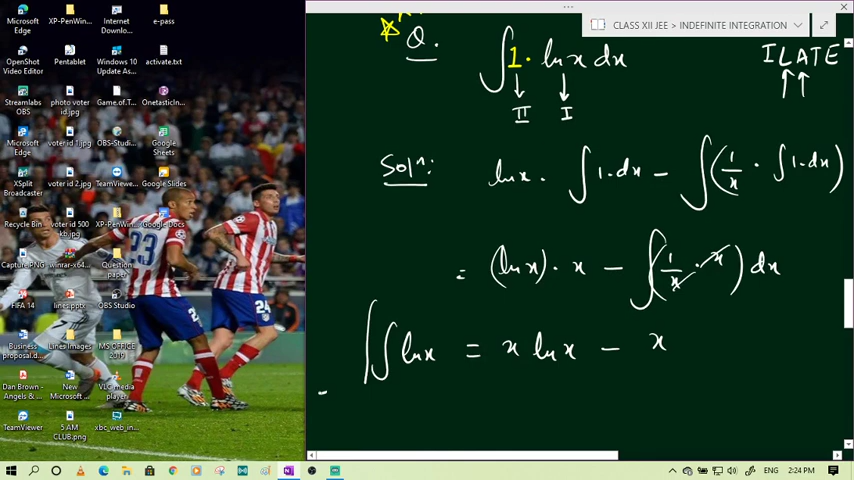 Microsoft Edge
XP-PenWin...
Internet Downlo...
e-pass
OpenShot Video Editor
Pentablet
Windows 10 Update As...
activate.txt
Streamlabs OBS
photo voter id.jpg
Game.of.T...
OnetasticIn...
Microsoft Edge
voter id 1.jpg
OBS-Studi...
Google Sheets
XSplit Broadcaster
voter id 2.jpg
TeamViewer...
Google Slides
Recycle Bin
voter id 500 kb.jpg
XP-PenWin...
Google Docs
Capture.PNG
winrar-x64...
Question paper
FIFA 14
lines.pptx
OBS Studio
Business proposal.d...
Lines Images
MS OFFICE 2019
Dan Brown - Angels & ...
New Microsoft ...
VLC media player
TeamViewer
5 AM CLUB.png
xbc_web_in...
23
24
CLASS XII JEE > INDEFINITE INTEGRATION
Q. ∫ 1 · ln x dx
ILATE
II I
Solⁿ: ln x · ∫ 1·dx − ∫ (1/x · ∫ 1·dx)
= (ln x) · x − ∫ (1/x · x) dx
∫ ln x = x ln x − x
ENG 2:24 PM